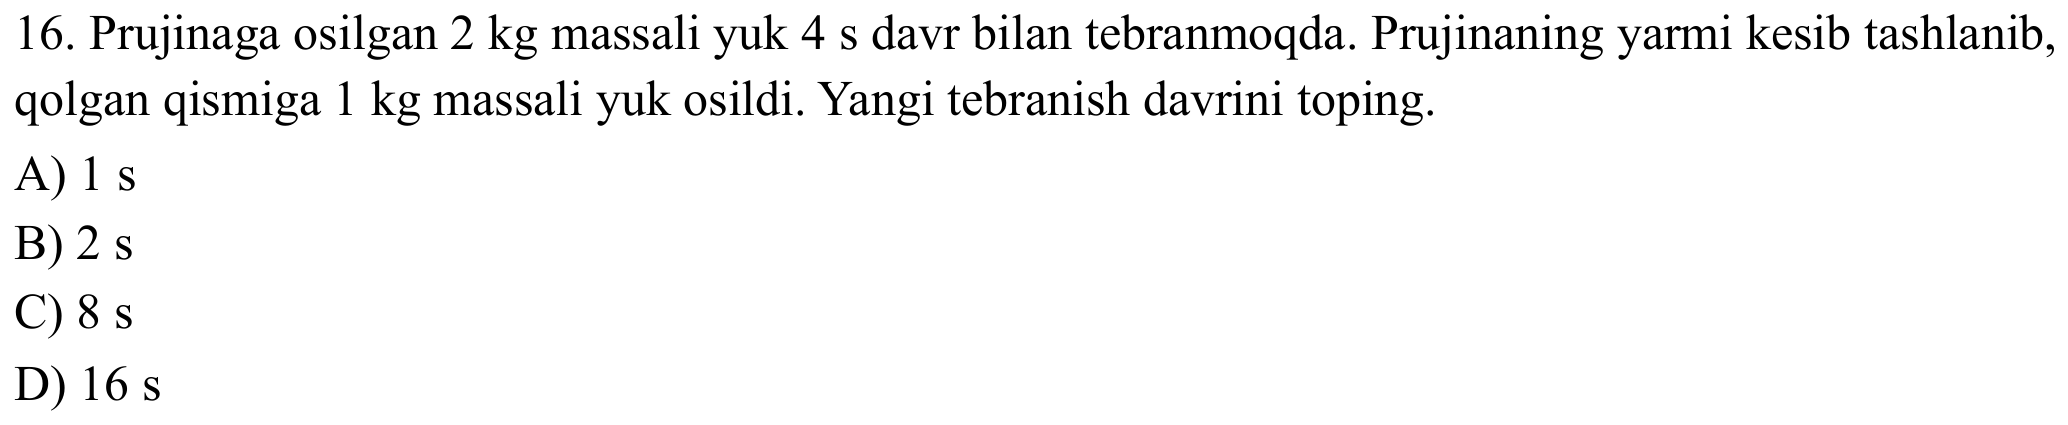 16. Prujinaga osilgan 2 kg massali yuk 4 s davr bilan tebranmoqda. Prujinaning yarmi kesib tashlanib,
qolgan qismiga 1 kg massali yuk osildi. Yangi tebranish davrini toping.
A) 1 s
B) 2 s
C) 8 s
D) 16 s